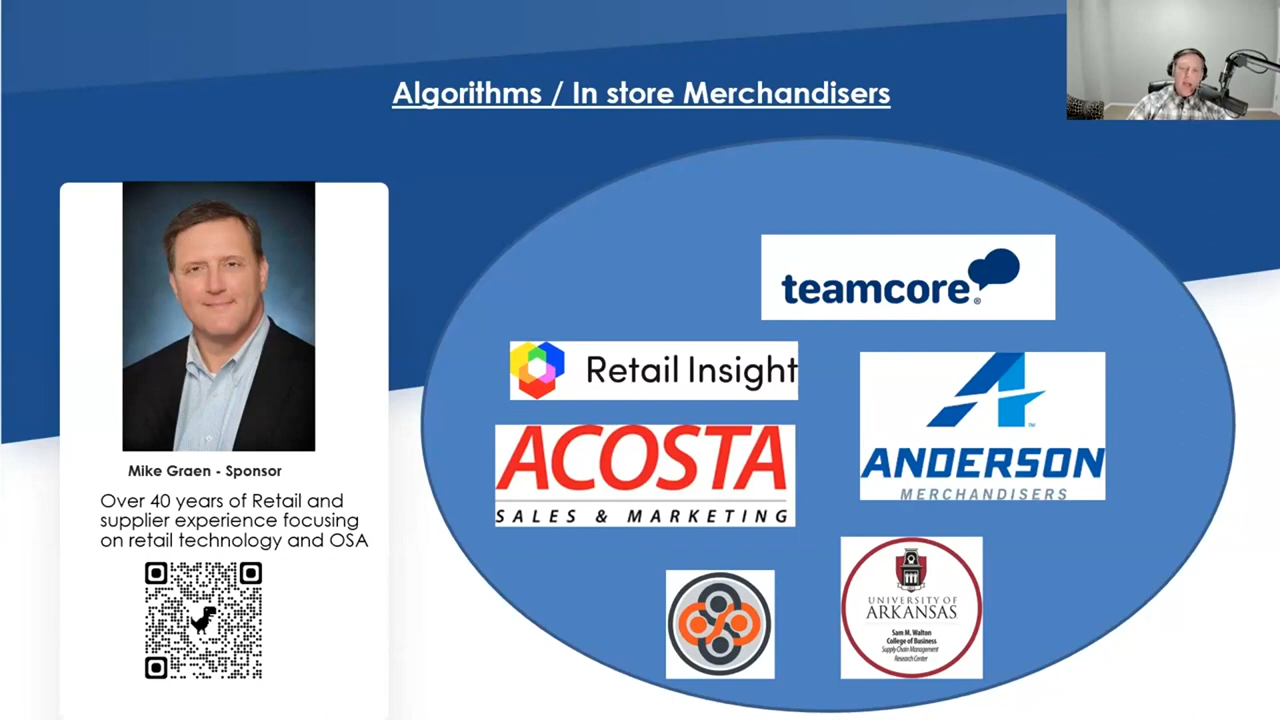 Algorithms / In store Merchandisers
Mike Graen - Sponsor
Over 40 years of Retail and
supplier experience focusing
on retail technology and OSA
teamcore®
Retail Insight
ACOSTA
SALES & MARKETING
ANDERSON
MERCHANDISERS
UNIVERSITY OF
ARKANSAS
Sam M. Walton
College of Business
Supply Chain Management
Research Center